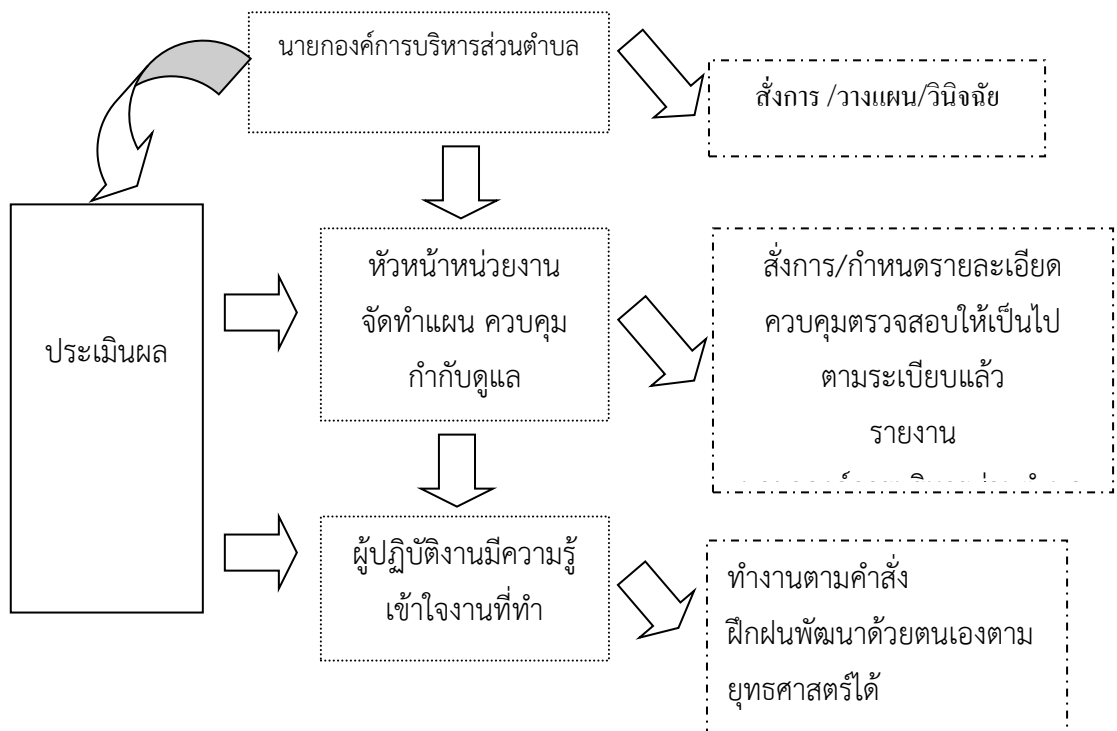 นายกองค์การบริหารส่วนตำบล
สั่งการ /วางแผน/วินิจฉัย
ประเมินผล
หัวหน้าหน่วยงาน
จัดทำแผน ควบคุม
กำกับดูแล
สั่งการ/กำหนดรายละเอียด
ควบคุมตรวจสอบให้เป็นไป
ตามระเบียบแล้ว
รายงาน
ผู้ปฏิบัติงานมีความรู้
เข้าใจงานที่ทำ
ทำงานตามคำสั่ง
ฝึกฝนพัฒนาด้วยตนเองตาม
ยุทธศาสตร์ได้